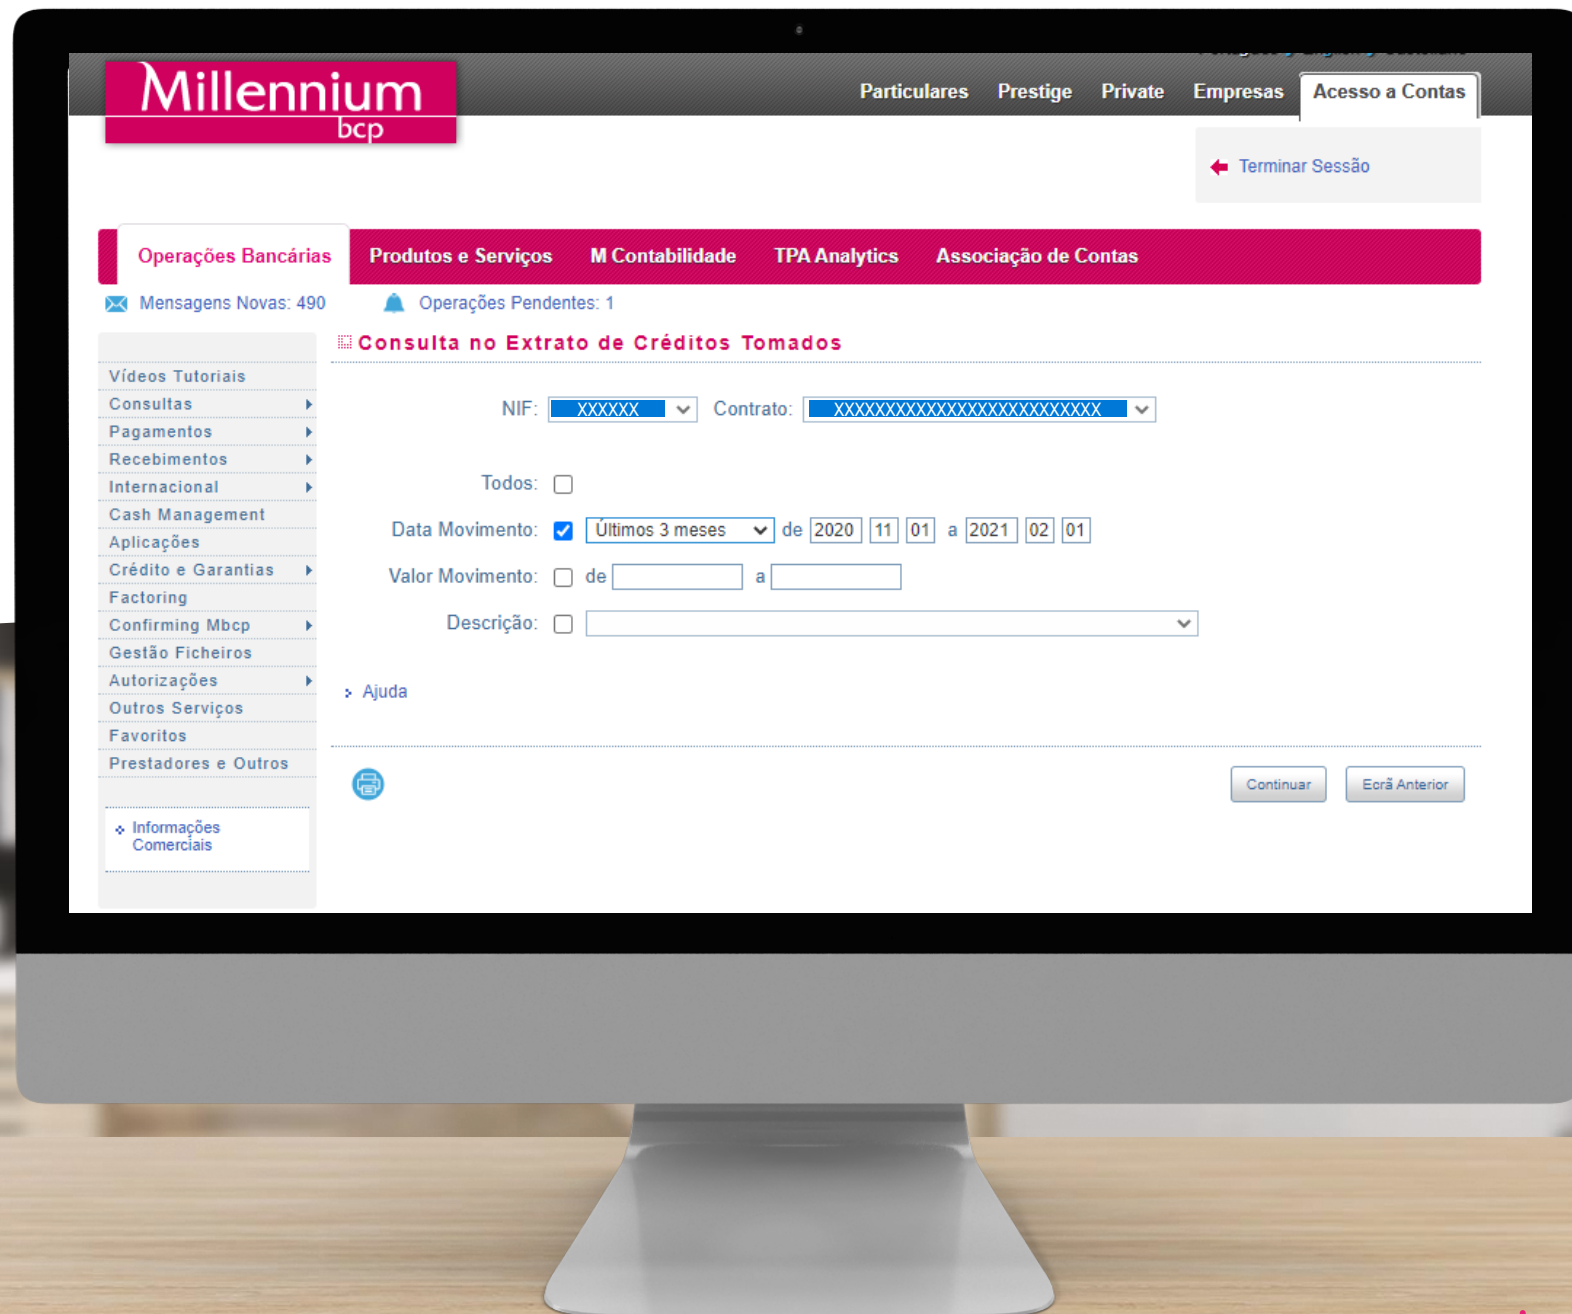 Millennium
bcp
Particulares Prestige Private Empresas Acesso a Contas
Terminar Sessão
Operações Bancárias Produtos e Serviços M Contabilidade TPA Analytics Associação de Contas
Mensagens Novas: 490 Operações Pendentes: 1
Consulta no Extrato de Créditos Tomados
Vídeos Tutoriais
Consultas
Pagamentos
Recebimentos
Internacional
Cash Management
Aplicações
Crédito e Garantias
Factoring
Confirming Mbcp
Gestão Ficheiros
Autorizações
Outros Serviços
Favoritos
Prestadores e Outros
Informações
Comerciais
NIF: XXXXXX Contrato: XXXXXXXXXXXXXXXXXXXXXXXXXX
Todos:
Data Movimento: Últimos 3 meses de 2020 11 01 a 2021 02 01
Valor Movimento: de a
Descrição:
Ajuda
Continuar Ecrã Anterior